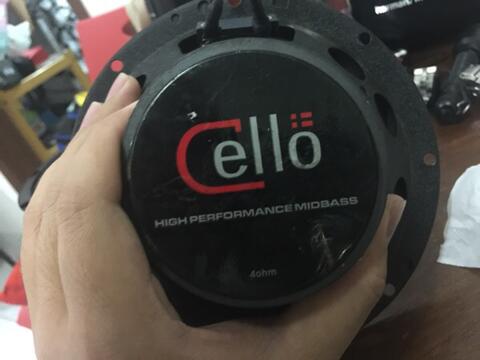 Cellö
HIGH PERFORMANCE MIDBASS
4ohm